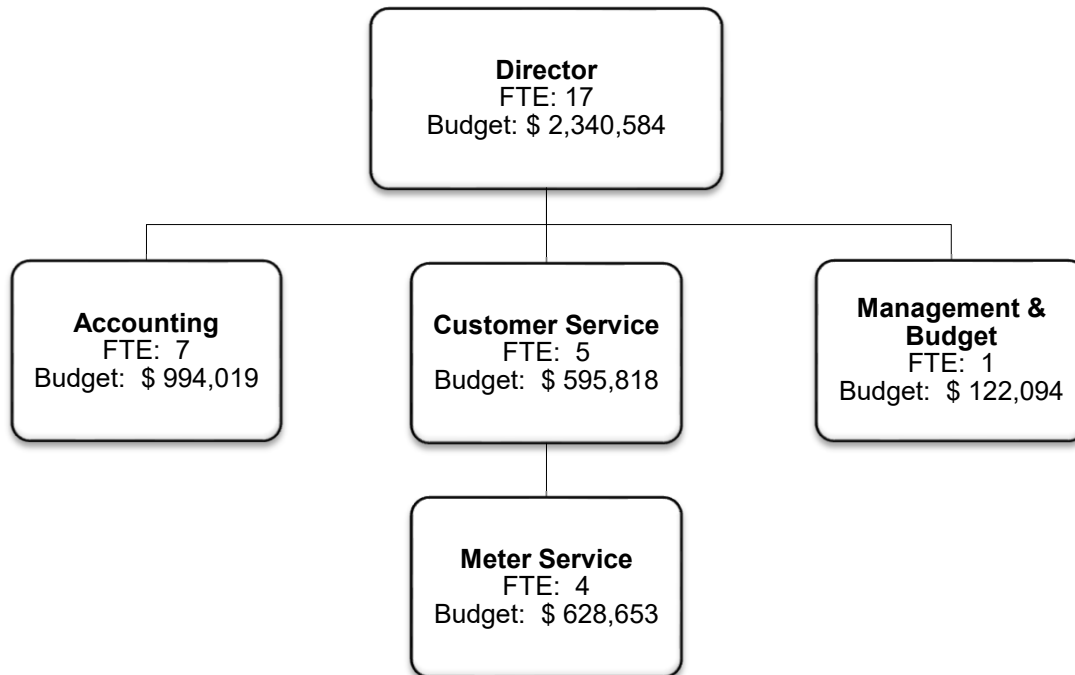 Director
FTE: 17
Budget: $ 2,340,584
Accounting
FTE:  7
Budget:  $ 994,019
Customer Service
FTE:  5
Budget:  $ 595,818
Management &
Budget
FTE:  1
Budget:  $ 122,094
Meter Service
FTE:  4
Budget:  $ 628,653